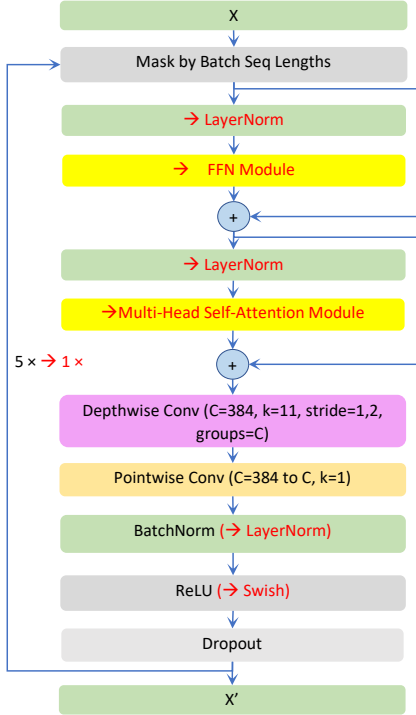 X
Mask by Batch Seq Lengths
→ LayerNorm
→ FFN Module
+
→ LayerNorm
→Multi-Head Self-Attention Module
+
5 × → 1 ×
Depthwise Conv (C=384, k=11, stride=1,2,
groups=C)
Pointwise Conv (C=384 to C, k=1)
BatchNorm (→ LayerNorm)
ReLU (→ Swish)
Dropout
X’